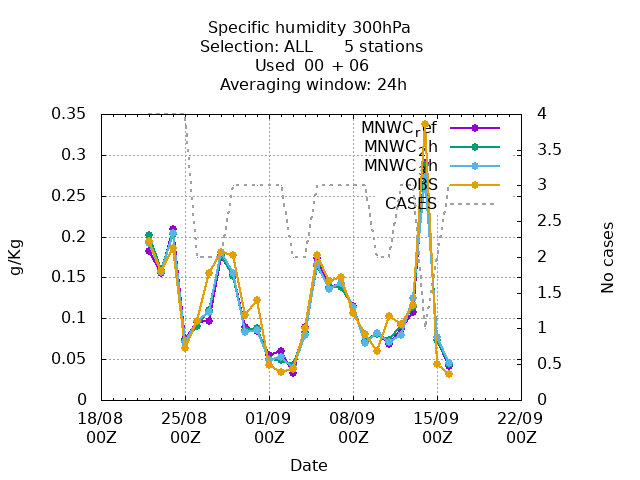 Specific humidity 300hPa
Selection: ALL 5 stations
Used 00 + 06
Averaging window: 24h
0.35 4
MNWCref
0.3 3.5
MNWC2h
MNWCh
0.25 3
OBS
CASES
0.2 2.5
g/Kg
No cases
2
0.15 1.5
0.1 1
0.05 0.5
0 0
18/08 25/08 01/09 08/09 15/09 22/09
00Z 00Z 00Z 00Z 00Z 00Z
Date